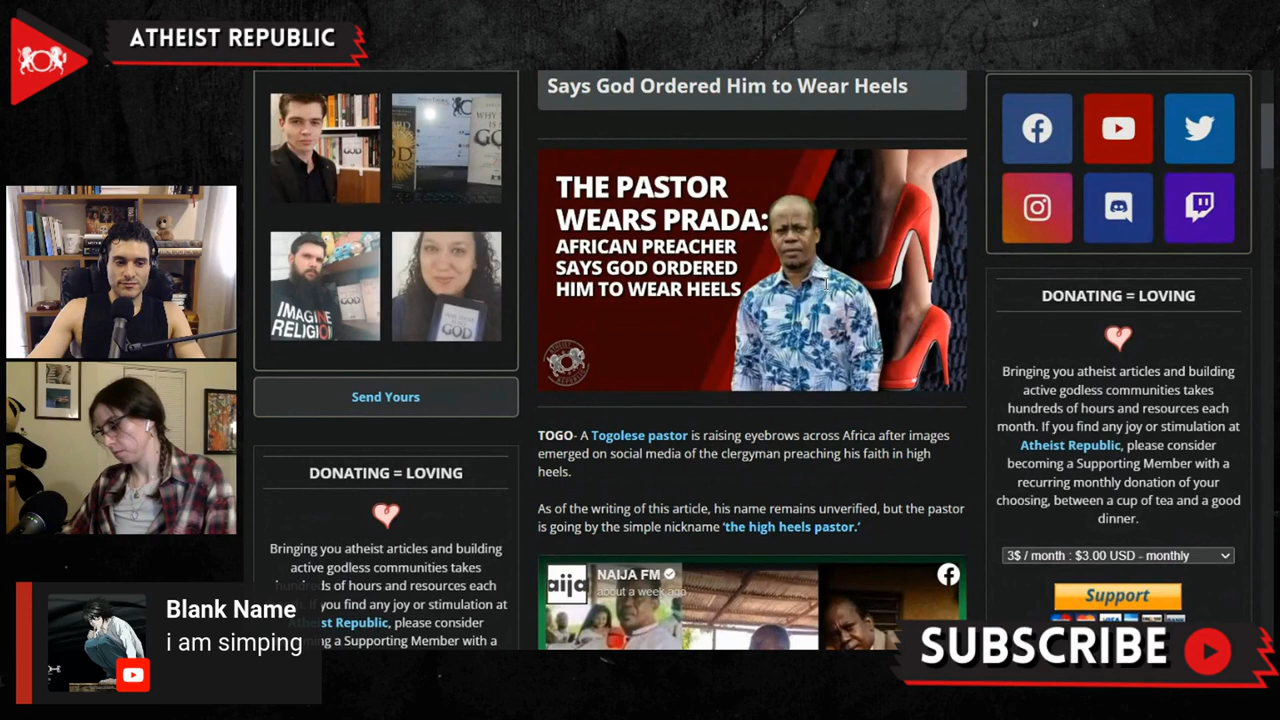 ATHEIST REPUBLIC
Says God Ordered Him to Wear Heels
THE PASTOR
WEARS PRADA:
AFRICAN PREACHER
SAYS GOD ORDERED
HIM TO WEAR HEELS
IMAGINE
RELIGION
GOD
Send Yours
DONATING = LOVING
Bringing you atheist articles and building
active godless communities takes
hundreds of hours and resources each
you find any joy or stimulation at
Republic, please consider
a Supporting Member with a
TOGO- A Togolese pastor is raising eyebrows across Africa after images
emerged on social media of the clergyman preaching his faith in high
heels.
As of the writing of this article, his name remains unverified, but the pastor
is going by the simple nickname ‘the high heels pastor.’
NAIJA FM
about a week ago
DONATING = LOVING
Bringing you atheist articles and building
active godless communities takes
hundreds of hours and resources each
month. If you find any joy or stimulation at
Atheist Republic, please consider
becoming a Supporting Member with a
recurring monthly donation of your
choosing, between a cup of tea and a good
dinner.
3$ / month : $3.00 USD - monthly
Support
Blank Name
i am simping
SUBSCRIBE